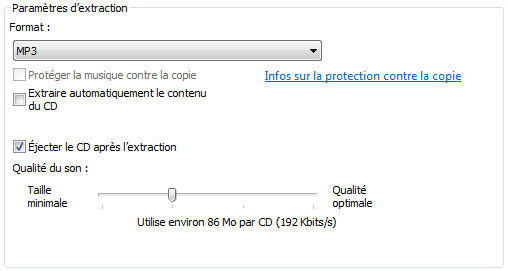 Paramètres d'extraction
Format :
MP3
Protéger la musique contre la copie
Infos sur la protection contre la copie
Extraire automatiquement le contenu
du CD
Éjecter le CD après l'extraction
Qualité du son :
Taille
minimale
Qualité
optimale
Utilise environ 86 Mo par CD (192 Kbits/s)